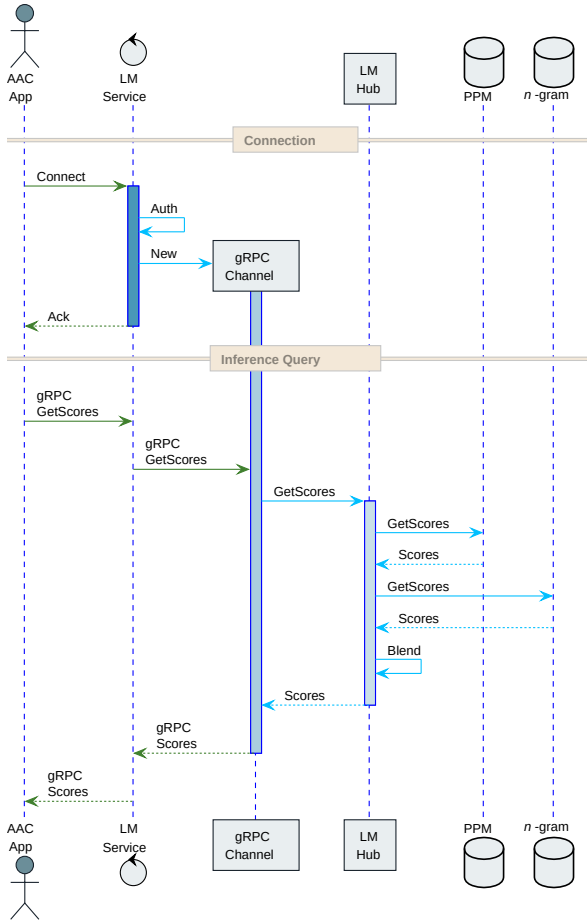 AAC
App
LM
Service
LM
Hub
PPM
n -gram
Connection
Connect
Auth
New
gRPC
Channel
Ack
Inference Query
gRPC
GetScores
gRPC
GetScores
GetScores
GetScores
Scores
GetScores
Scores
Blend
Scores
gRPC
Scores
gRPC
Scores
AAC
App
LM
Service
gRPC
Channel
LM
Hub
PPM
n -gram